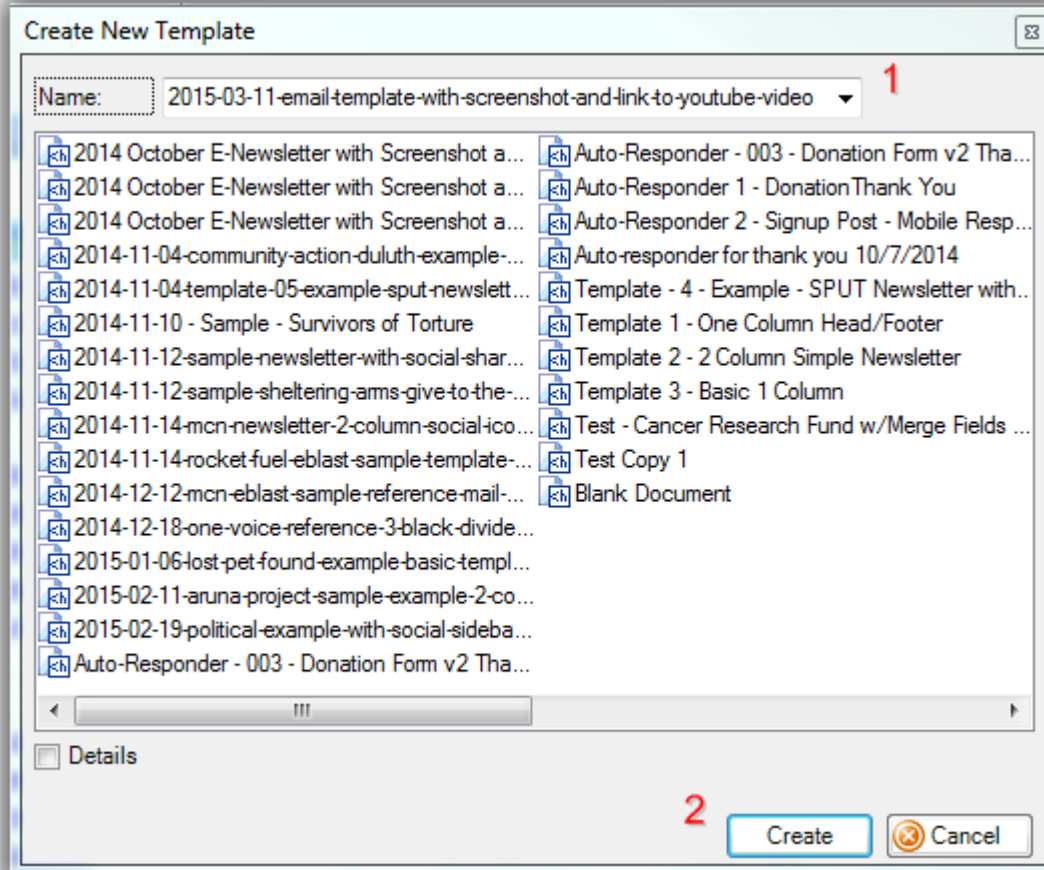 Create New Template
Name: 2015-03-11-email-template-with-screenshot-and-link-to-youtube-video 1
2014 October E-Newsletter with Screenshot a...
2014 October E-Newsletter with Screenshot a...
2014 October E-Newsletter with Screenshot a...
2014-11-04-community-action-duluth-example-...
2014-11-04-template-05-example-sput-newslett...
2014-11-10 - Sample - Survivors of Torture
2014-11-12-sample-newsletter-with-social-shar...
2014-11-12-sample-sheltering-arms-give-to-the-...
2014-11-14-mcn-newsletter-2-column-social-ico...
2014-11-14-rocket-fuel-eblast-sample-template-...
2014-12-12-mcn-eblast-sample-reference-mail-...
2014-12-18-one-voice-reference-3-black-divide...
2015-01-06-lost-pet-found-example-basic-templ...
2015-02-11-aruna-project-sample-example-2-co...
2015-02-19-political-example-with-social-sideba...
Auto-Responder - 003 - Donation Form v2 Tha...
Auto-Responder - 003 - Donation Form v2 Tha...
Auto-Responder 1 - DonationThank You
Auto-Responder 2 - Signup Post - Mobile Resp...
Auto-responder for thank you 10/7/2014
Template - 4 - Example - SPUT Newsletter with...
Template 1 - One Column Head/Footer
Template 2 - 2 Column Simple Newsletter
Template 3 - Basic 1 Column
Test - Cancer Research Fund w/Merge Fields ...
Test Copy 1
Blank Document
Details
2 Create Cancel